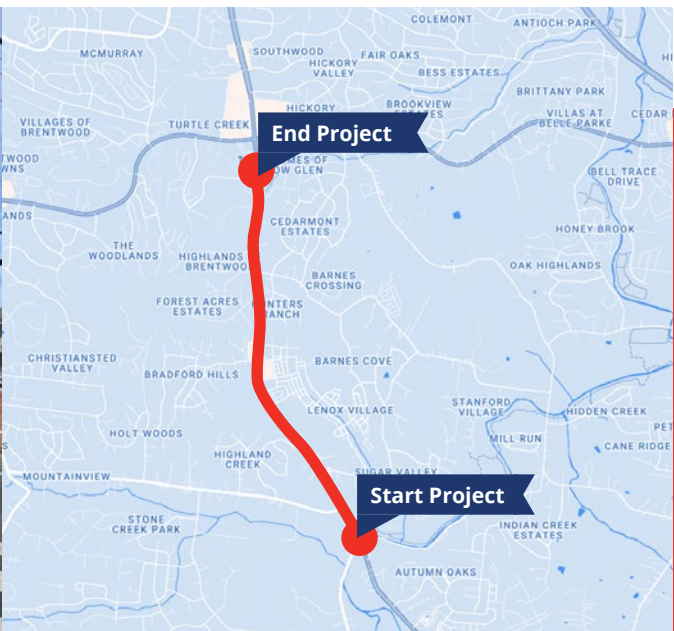 COLEMONT
ANTIOCH PARK
MCMURRAY
SOUTHWOOD
FAIR OAKS
HICKORY
VALLEY
BESS ESTATES
BRITTANY PARK
HICKORY
BROOKVIEW
VILLAGES OF
BRENTWOOD
TURTLE CREEK
VILLAS AT
BELLE PARKE
CEDAR
End Project
BELL TRACE
DRIVE
CEDARMONT
ESTATES
HONEY BROOK
THE
WOODLANDS
HIGHLANDS
OAK HIGHLANDS
BARNES
CROSSING
FOREST ACRES
ESTATES
CHRISTIANSTED
VALLEY
BARNES COVE
BRADFORD HILLS
LENOX VILLAGE
STANFORD
VILLAGE
HIDDEN CREEK
HOLT WOODS
MILL RUN
CANE RIDGE
HIGHLAND
CREEK
SUGAR VALLEY
MOUNTAINVIEW
Start Project
STONE
CREEK PARK
INDIAN CREEK
ESTATES
AUTUMN OAKS